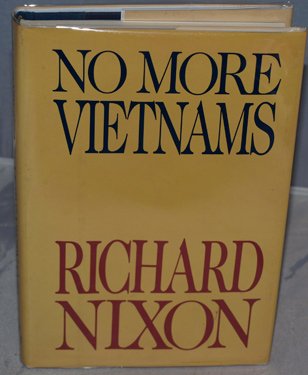 NO MORE
VIETNAMS
RICHARD
NIXON